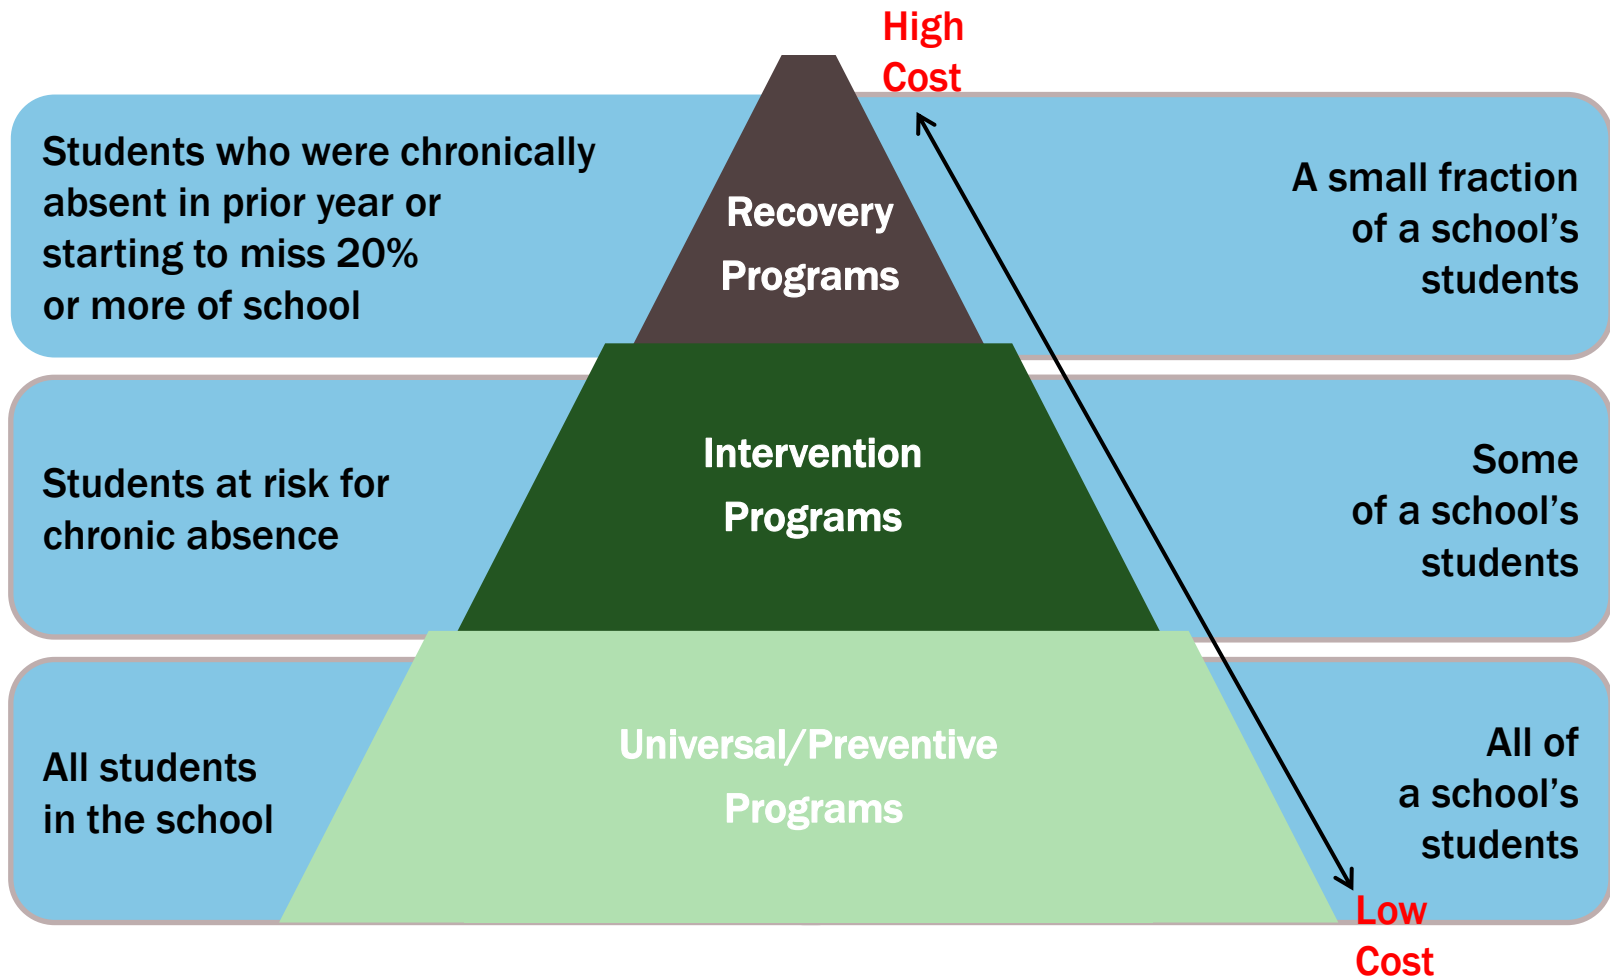 High
Cost
Students who were chronically
absent in prior year or
starting to miss 20%
or more of school
Recovery
Programs
A small fraction
of a school's
students
Students at risk for
chronic absence
Intervention
Programs
Some
of a school's
students
All students
in the school
Universal/Preventive
Programs
All of
a school's
students
Low
Cost